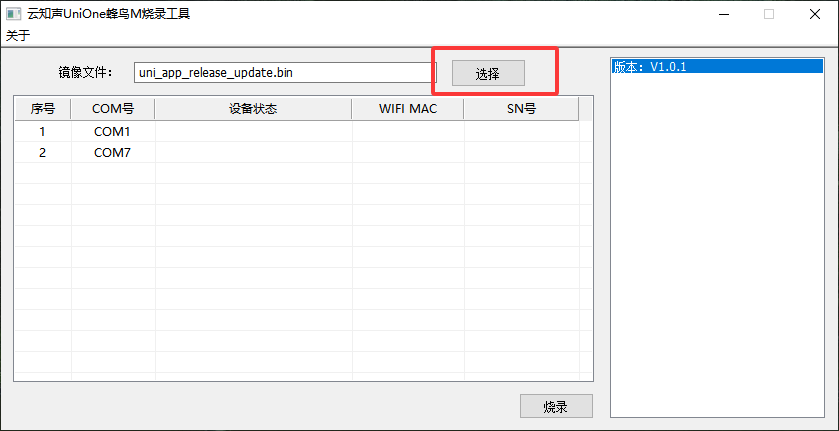 云知声UniOne蜂鸟M烧录工具
关于
镜像文件： uni_app_release_update.bin 选择
版本：V1.0.1
序号 COM号 设备状态 WIFI MAC SN号
1 COM1
2 COM7
烧录